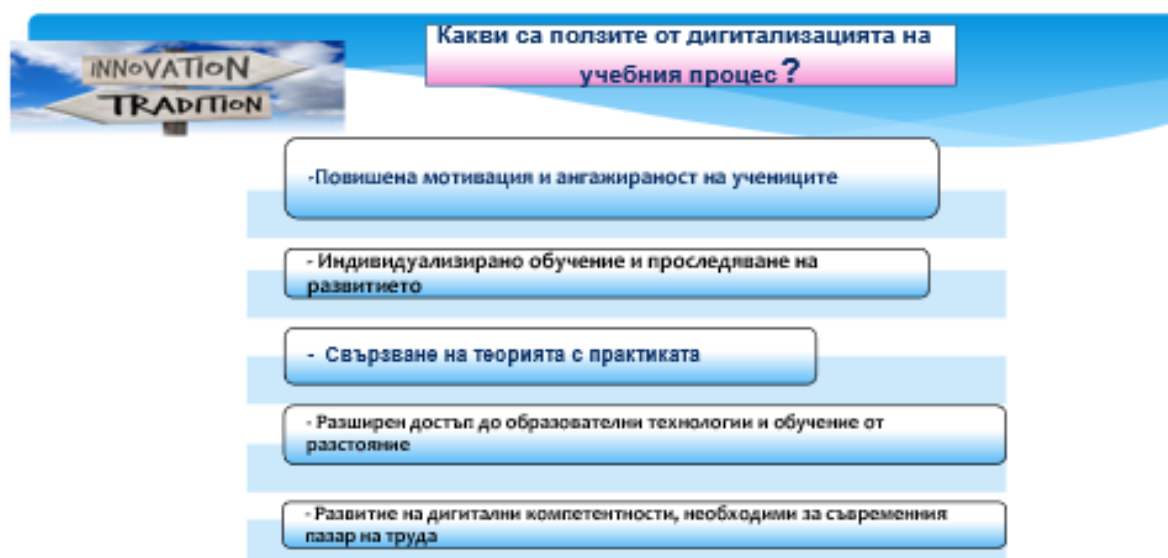 INNOVATION
TRADITION
Какви са ползите от дигитализацията на
учебния процес?
-Повишена мотивация и ангажираност на учениците
- Индивидуализирано обучение и проследяване на
развитието
- Свързване на теорията с практиката
- Разширен достъп до образователни технологии и обучение от
разстояние
- Развитие на дигитални компетентности, необходими за съвременния
пазар на труда